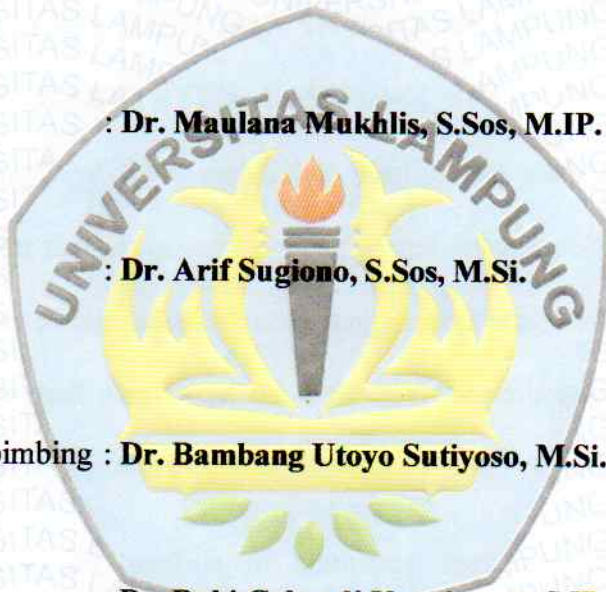 UNIVERSITAS LAMPUNG
: Dr. Maulana Mukhlis, S.Sos, M.IP.
: Dr. Arif Sugiono, S.Sos, M.Si.
bimbing : Dr. Bambang Utoyo Sutiyoso, M.Si.